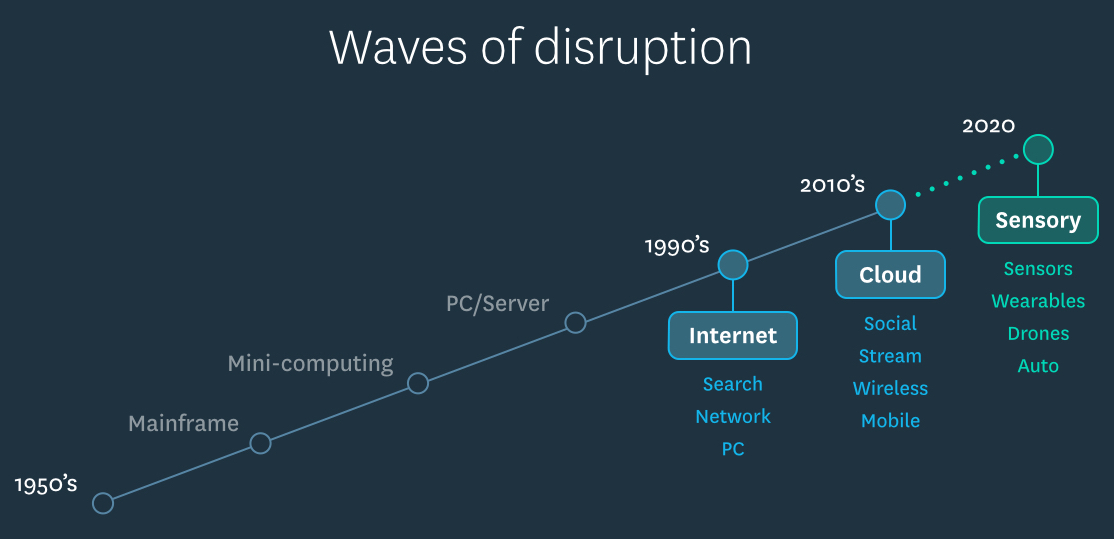 Waves of disruption
1950's
Mainframe
Mini-computing
PC/Server
1990's
Internet
Search
Network
PC
2010's
Cloud
Social
Stream
Wireless
Mobile
2020
Sensory
Sensors
Wearables
Drones
Auto